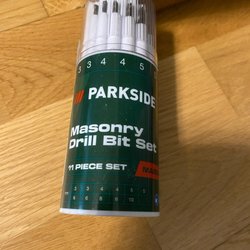 3 3 4 4 5
PARKSIDE
Masonry
Drill Bit Set
11 PIECE SET